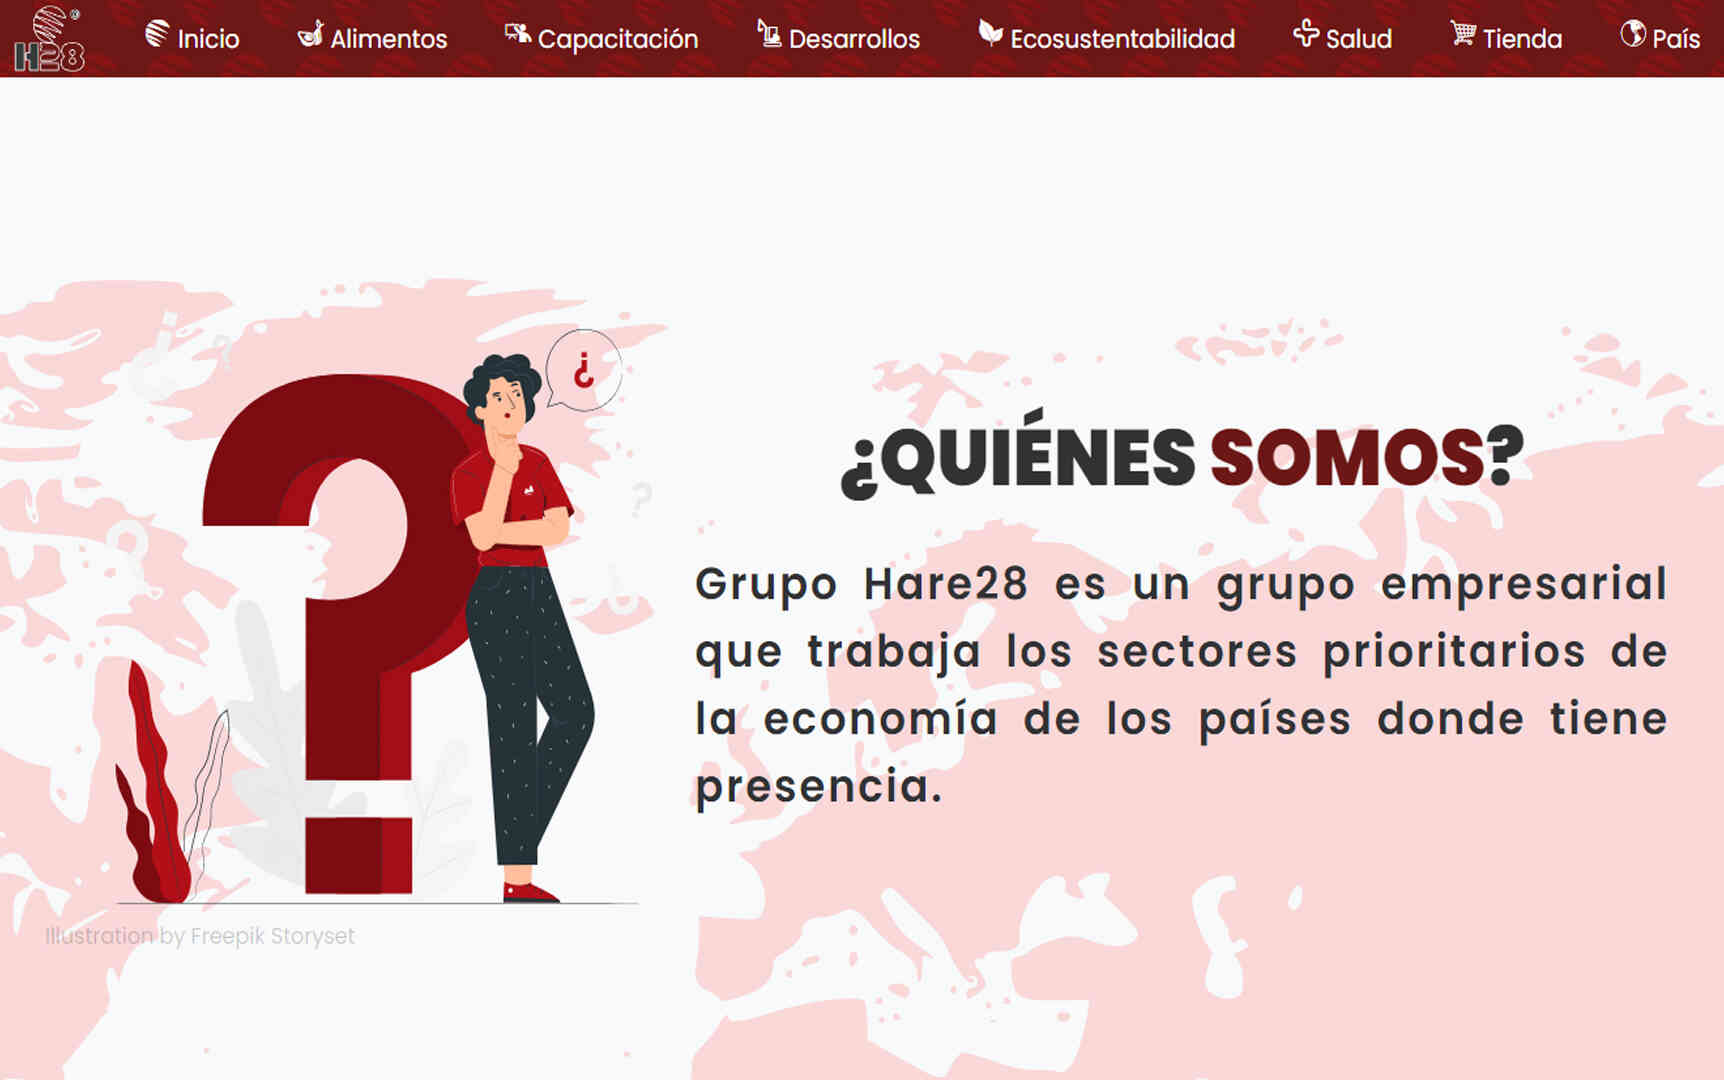 H28 ®
Inicio
Alimentos
Capacitación
Desarrollos
Ecosustentabilidad
Salud
Tienda
País
¿
¿QUIÉNES SOMOS?
Grupo Hare28 es un grupo empresarial
que trabaja los sectores prioritarios de
la economía de los países donde tiene
presencia.
Illustration by Freepik Storyset